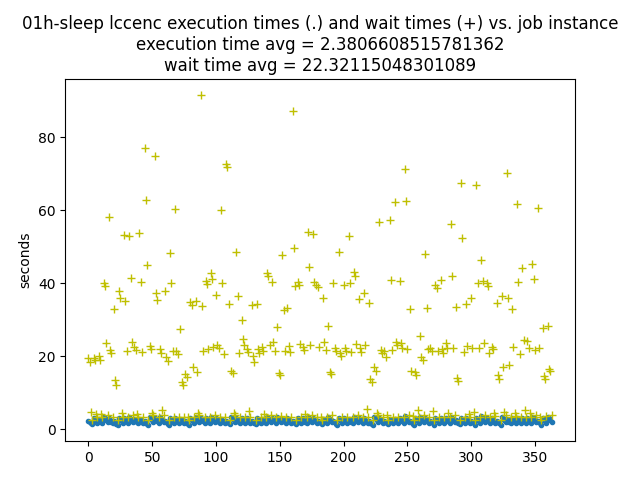 01h-sleep lccenc execution times (.) and wait times (+) vs. job instance
execution time avg = 2.3806608515781362
wait time avg = 22.32115048301089
80
60
seconds
40
20
0
0 50 100 150 200 250 300 350